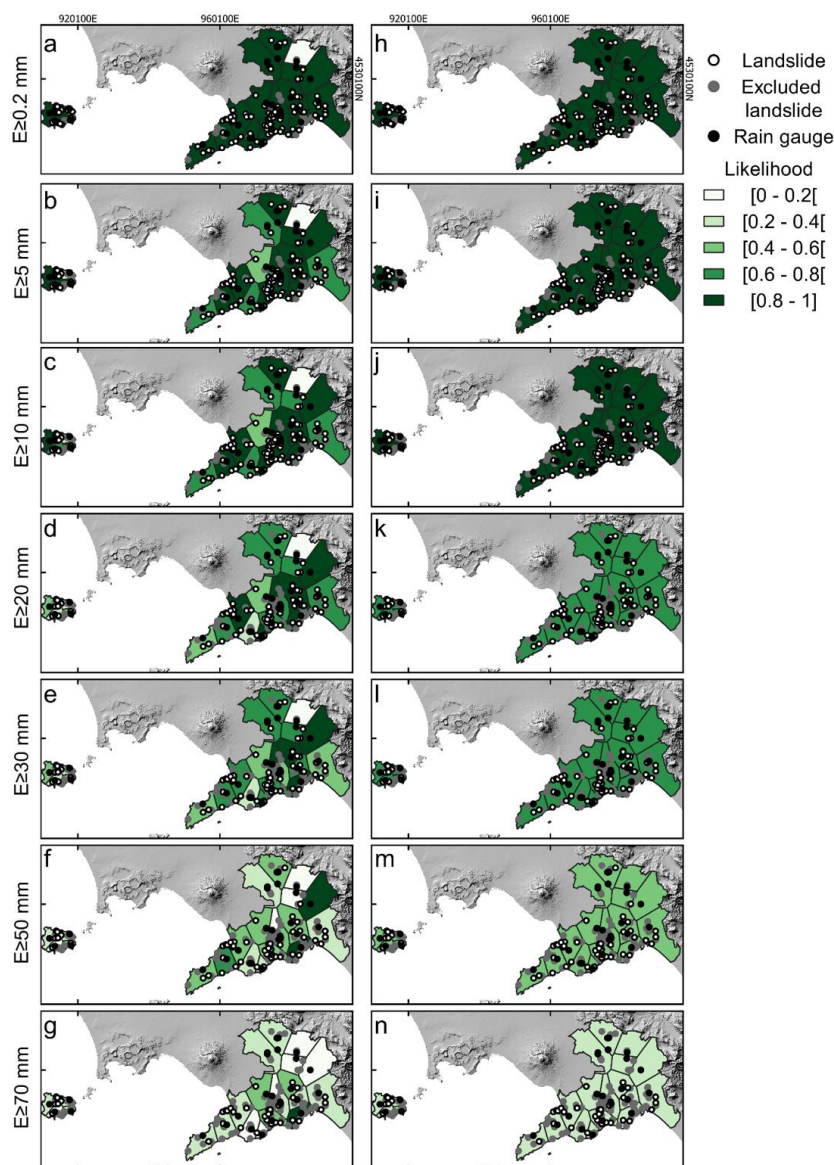 920100E 960100E 920100E 960100E
4530100N 4530100N
a h
E≥0.2 mm
b i
E≥5 mm
c j
E≥10 mm
d k
E≥20 mm
e l
E≥30 mm
f m
E≥50 mm
g n
E≥70 mm
Landslide
Excluded
landslide
Rain gauge
Likelihood
[0 - 0.2[
[0.2 - 0.4[
[0.4 - 0.6[
[0.6 - 0.8[
[0.8 - 1]